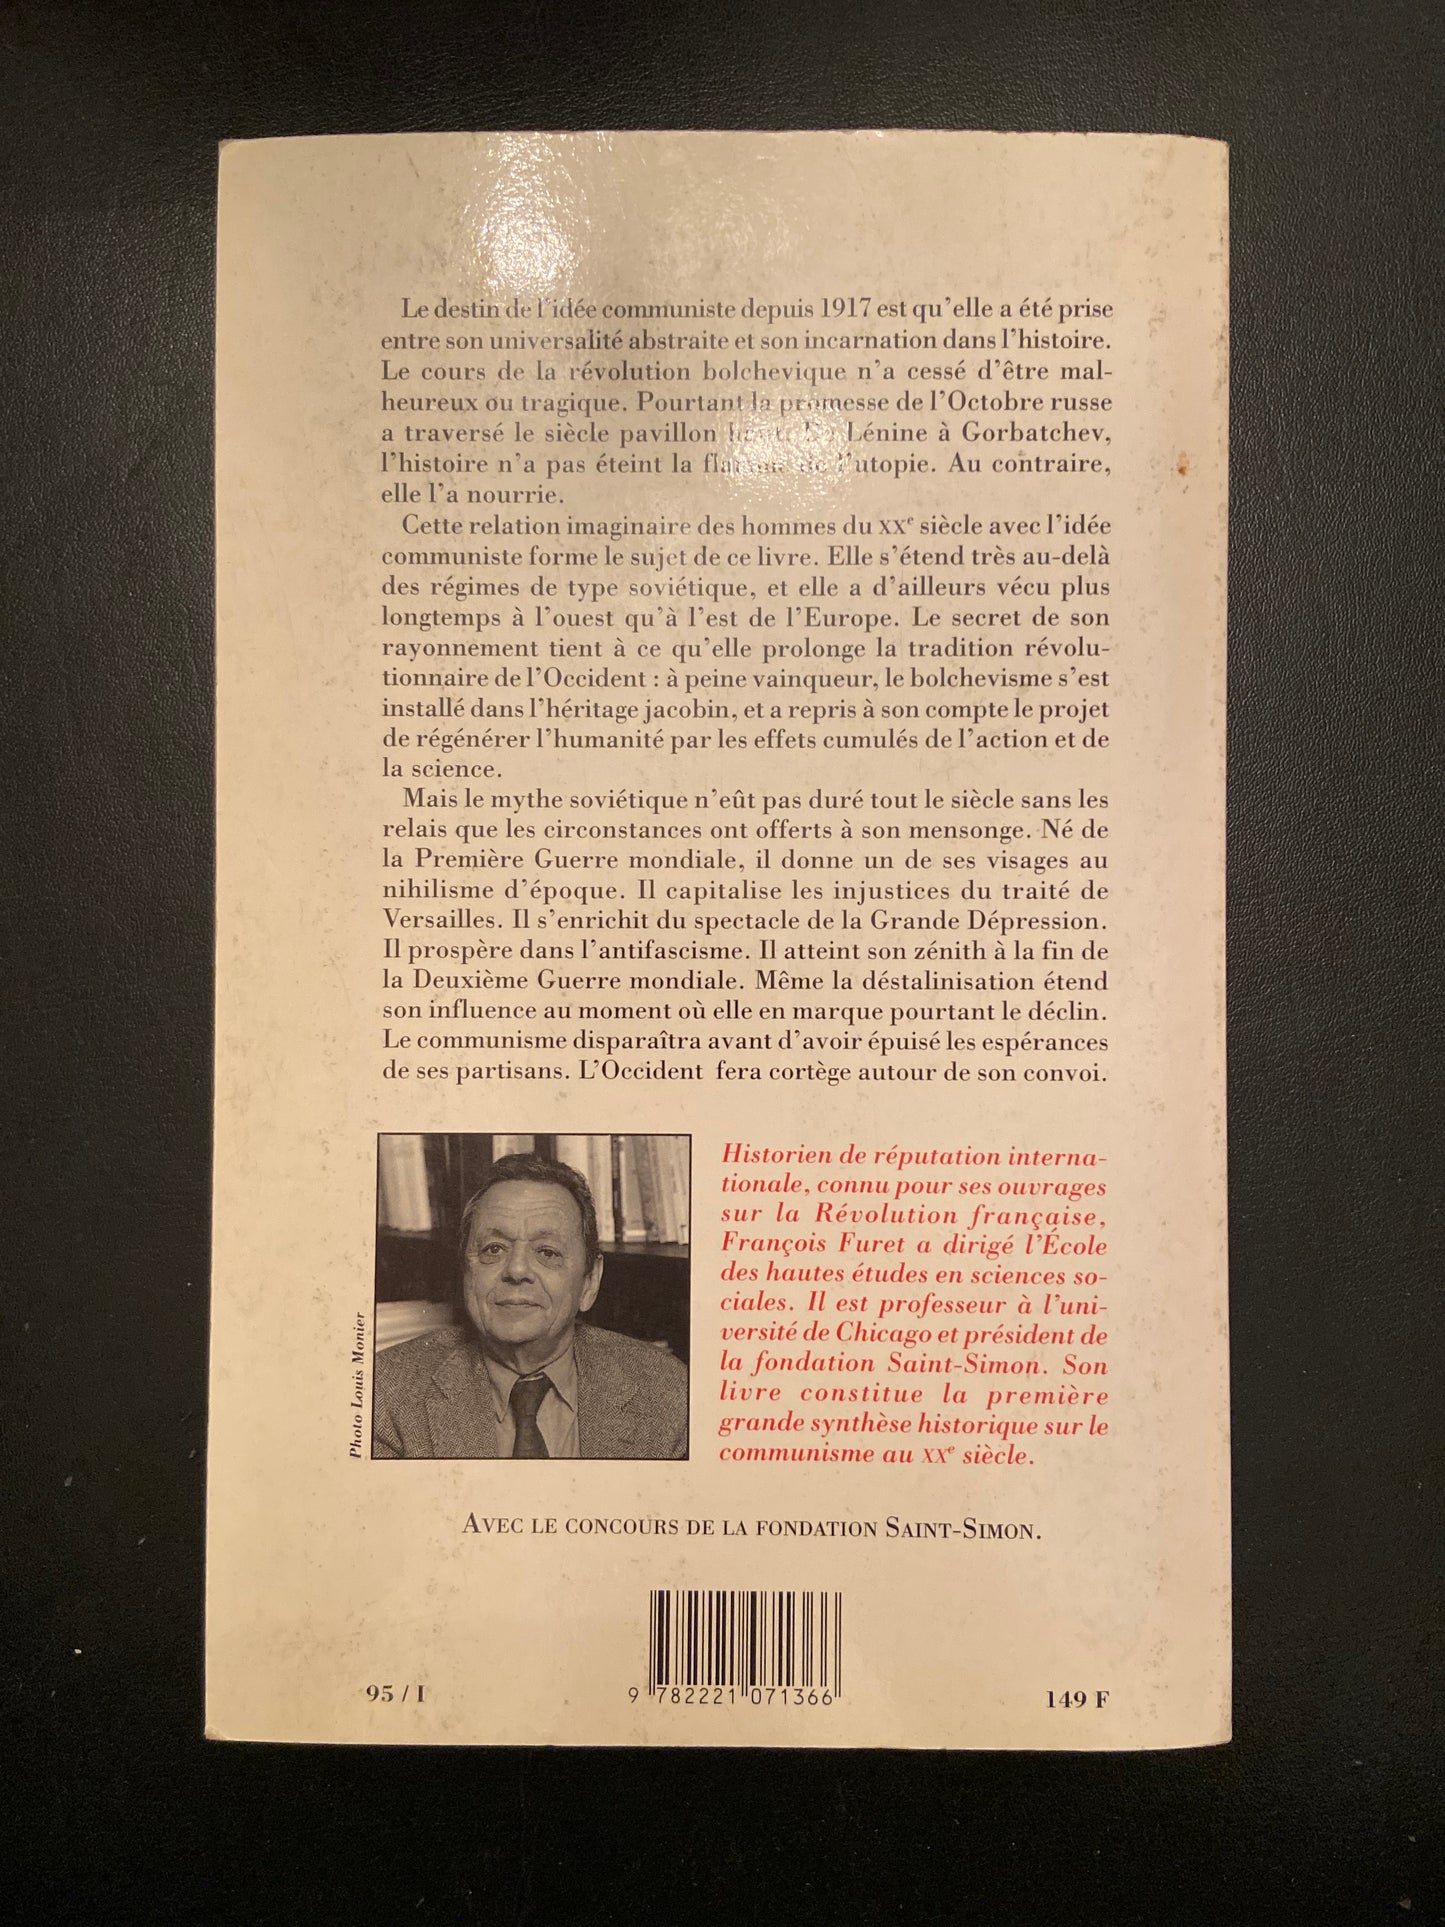 Le destin de l'idée communiste depuis 1917 est qu'elle a été prise
entre son universalité abstraite et son incarnation dans l'histoire.
Le cours de la révolution bolchevique n'a cessé d'être mal-
heureux ou tragique. Pourtant la promesse de l'Octobre russe
a traversé le siècle pavillon haut. De Lénine à Gorbatchev,
l'histoire n'a pas éteint la flamme de l'utopie. Au contraire,
elle l'a nourrie.
Cette relation imaginaire des hommes du XXe siècle avec l'idée
communiste forme le sujet de ce livre. Elle s'étend très au-delà
des régimes de type soviétique, et elle a d'ailleurs vécu plus
longtemps à l'ouest qu'à l'est de l'Europe. Le secret de son
rayonnement tient à ce qu'elle prolonge la tradition révolu-
tionnaire de l'Occident : à peine vainqueur, le bolchevisme s'est
installé dans l'héritage jacobin, et a repris à son compte le projet
de régénérer l'humanité par les effets cumulés de l'action et de
la science.
Mais le mythe soviétique n'eût pas duré tout le siècle sans les
relais que les circonstances ont offerts à son mensonge. Né de
la Première Guerre mondiale, il donne un de ses visages au
nihilisme d'époque. Il capitalise les injustices du traité de
Versailles. Il s'enrichit du spectacle de la Grande Dépression.
Il prospère dans l'antifascisme. Il atteint son zénith à la fin de
la Deuxième Guerre mondiale. Même la déstalinisation étend
son influence au moment où elle en marque pourtant le déclin.
Le communisme disparaîtra avant d'avoir épuisé les espérances
de ses partisans. L'Occident fera cortège autour de son convoi.
Photo Louis Monier
Historien de réputation interna-
tionale, connu pour ses ouvrages
sur la Révolution française,
François Furet a dirigé l'École
des hautes études en sciences so-
ciales. Il est professeur à l'uni-
versité de Chicago et président de
la fondation Saint-Simon. Son
livre constitue la première
grande synthèse historique sur le
communisme au XXe siècle.
AVEC LE CONCOURS DE LA FONDATION SAINT-SIMON.
95 / I
9 782221 071366
149 F